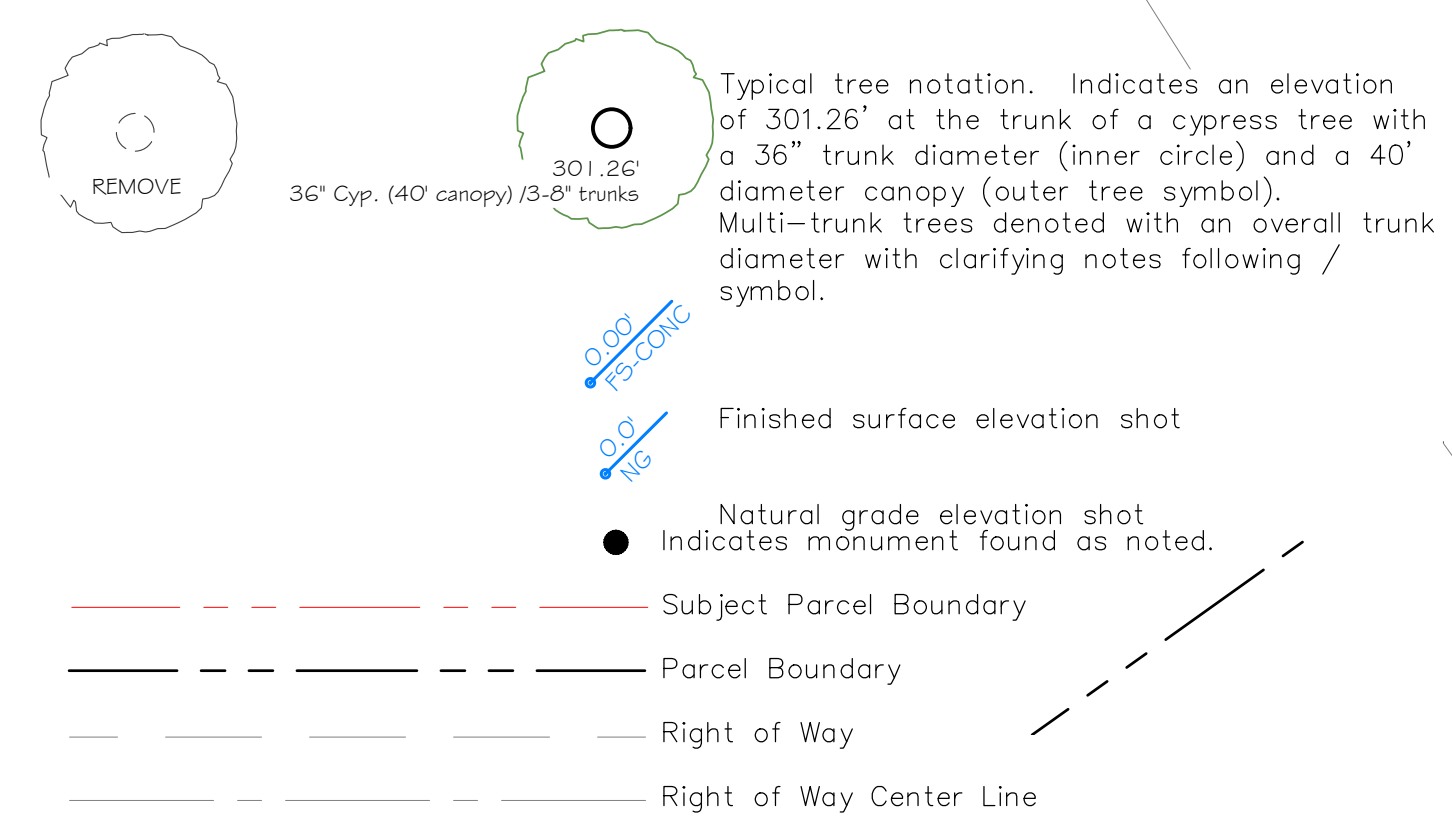 REMOVE
301.26'
36" Cyp. (40' canopy) /3-8" trunks
Typical tree notation.  Indicates an elevation
of 301.26’ at the trunk of a cypress tree with
a 36” trunk diameter (inner circle) and a 40’
diameter canopy (outer tree symbol).
Multi-trunk trees denoted with an overall trunk
diameter with clarifying notes following /
symbol.
0.00'
FS-CONC
Finished surface elevation shot
0.0'
NG
Natural grade elevation shot
Indicates monument found as noted.
Subject Parcel Boundary
Parcel Boundary
Right of Way
Right of Way Center Line